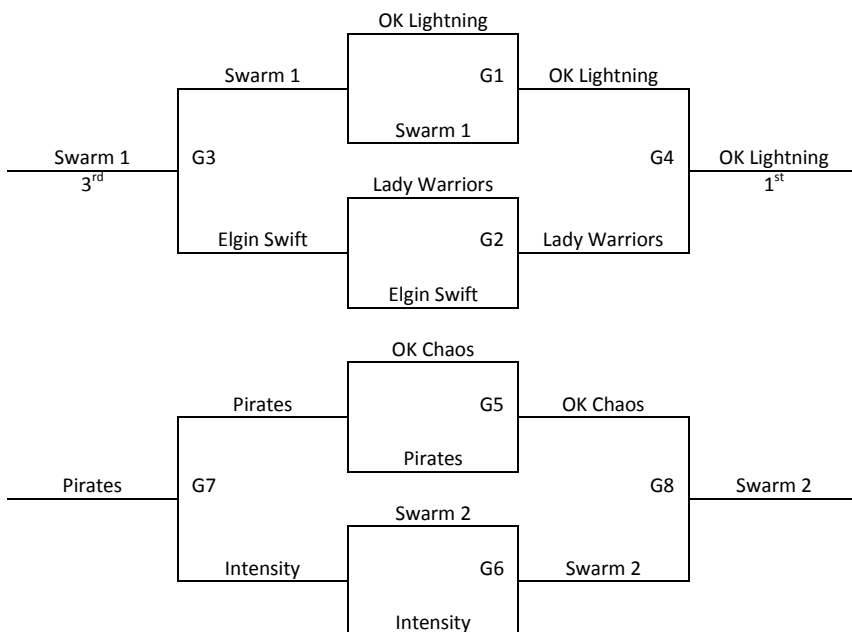 OK Lightning
Swarm 1 G1 OK Lightning
Swarm 1
Swarm 1 G3 G4 OK Lightning
3rd Lady Warriors 1st
Elgin Swift G2 Lady Warriors
Elgin Swift
OK Chaos
Pirates G5 OK Chaos
Pirates
Pirates G7 G8 Swarm 2
Swarm 2
Intensity G6 Swarm 2
Intensity